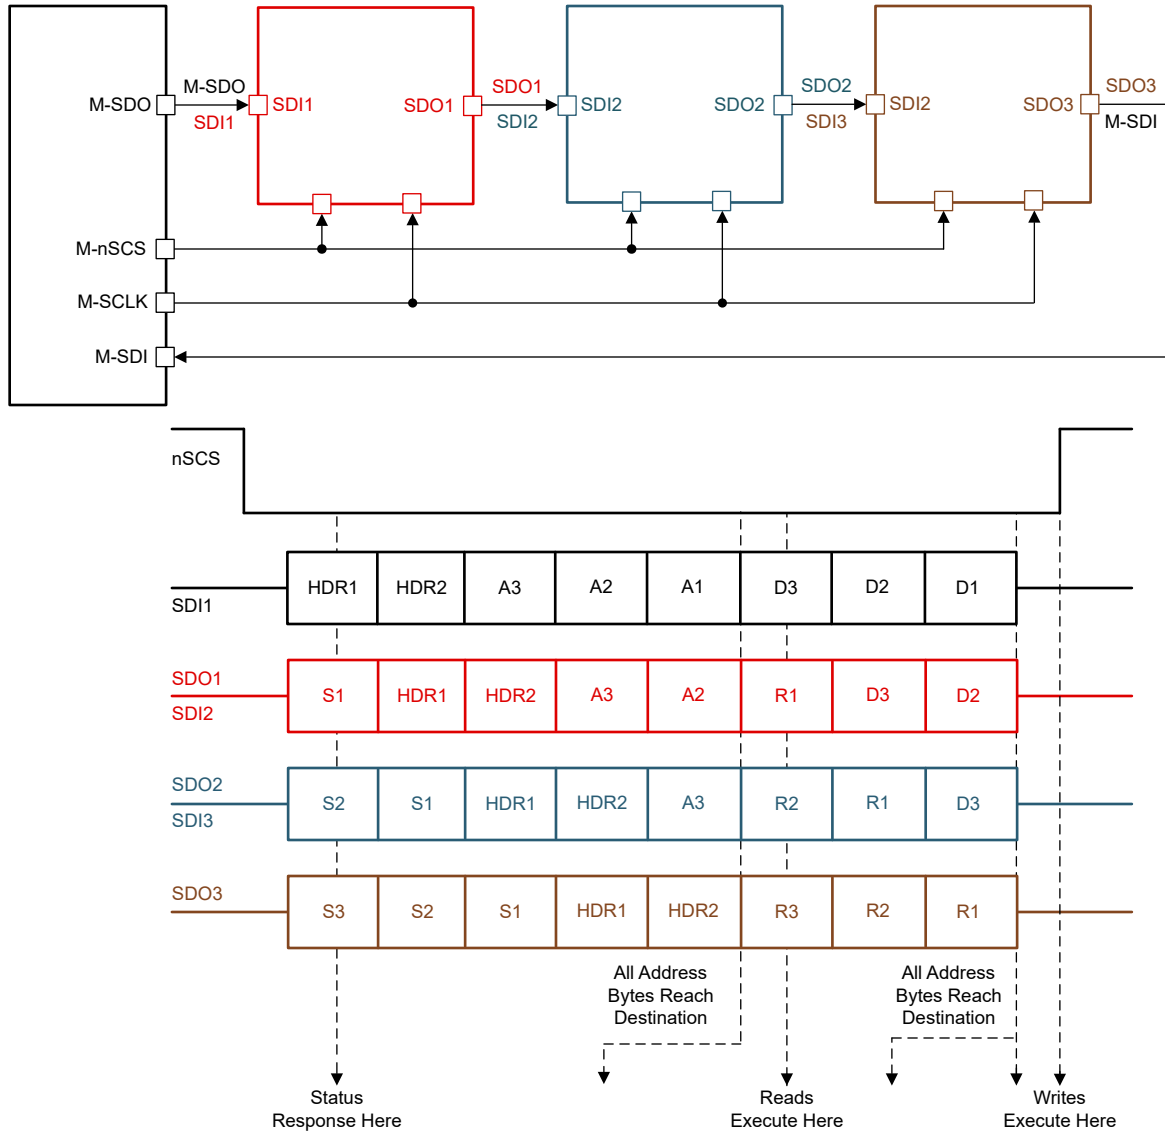 M-SDO
M-SDO
SDI1
SDI1
SDO1
SDO1
SDI2
SDI2
SDO2
SDO2
SDI3
SDI2
SDO3
SDO3
M-SDI
M-nSCS
M-SCLK
M-SDI
nSCS
SDI1
HDR1 HDR2 A3 A2 A1 D3 D2 D1
SDO1
SDI2
S1 HDR1 HDR2 A3 A2 R1 D3 D2
SDO2
SDI3
S2 S1 HDR1 HDR2 A3 R2 R1 D3
SDO3
S3 S2 S1 HDR1 HDR2 R3 R2 R1
All Address
Bytes Reach
Destination
All Address
Bytes Reach
Destination
Status
Response Here
Reads
Execute Here
Writes
Execute Here